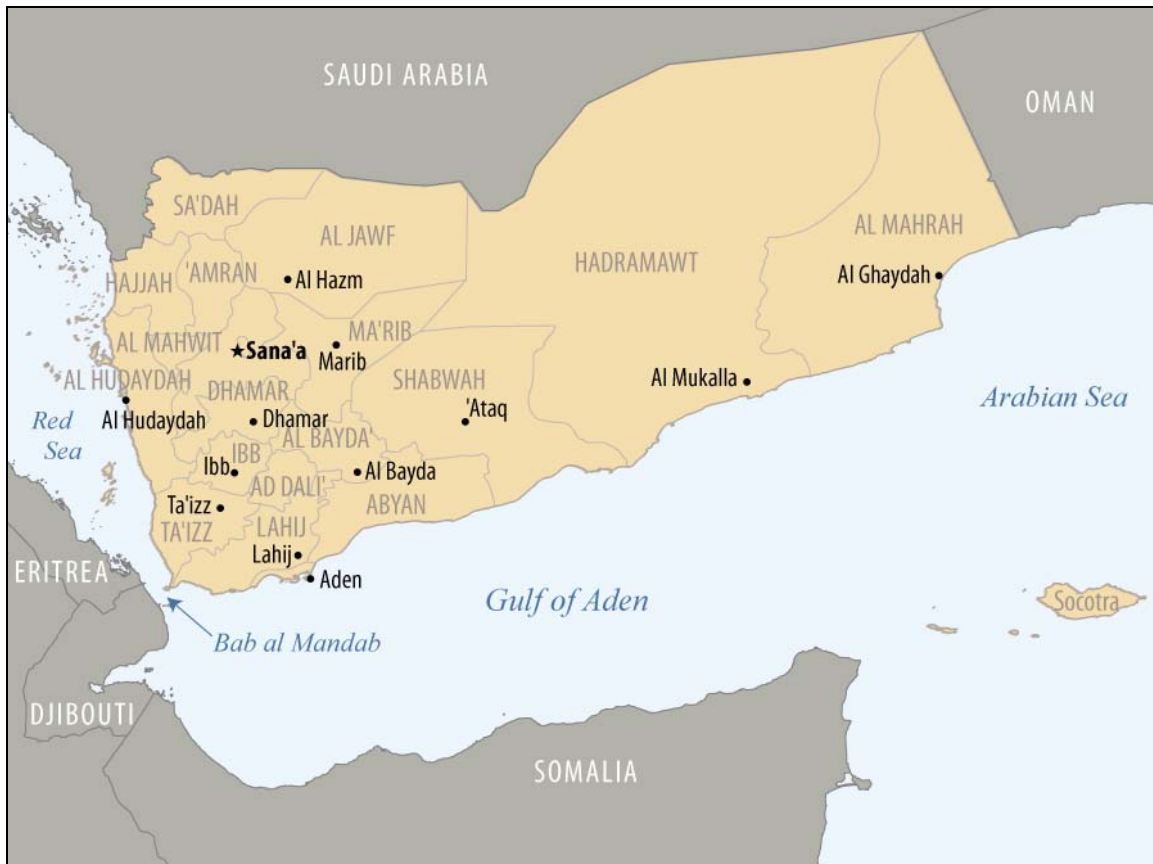 SAUDI ARABIA
OMAN
SA'DAH
AL JAWF
AL MAHRAH
HADRAMAWT
'AMRAN
HAJJAH
Al Hazm
Al Ghaydah
MA'RIB
AL MAHWIT
Sana'a
Marib
AL HUDAYDAH
SHABWAH
Al Mukalla
DHAMAR
'Ataq
Arabian Sea
Al Hudaydah
Dhamar
Red
Sea
AL BAYDA'
IBB
Ibb
Al Bayda
AD DALI'
ABYAN
Ta'izz
TA'IZZ
LAHIJ
Lahij
ERITREA
Aden
Gulf of Aden
Socotra
Bab al Mandab
DJIBOUTI
SOMALIA